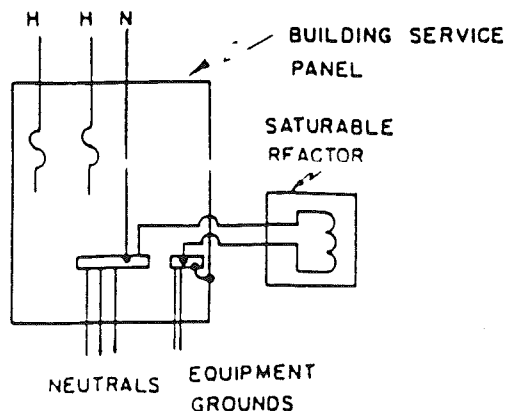 H H N
BUILDING SERVICE
PANEL
SATURABLE
REACTOR
NEUTRALS
EQUIPMENT
GROUNDS